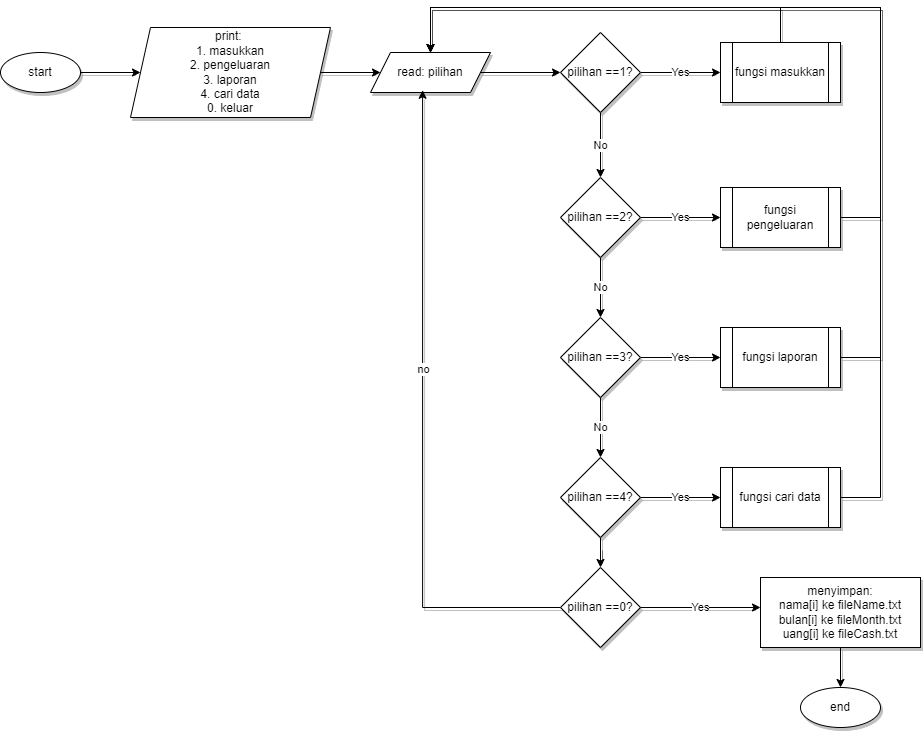 start
print:
1. masukkan
2. pengeluaran
3. laporan
4. cari data
0. keluar
read: pilihan
pilihan ==1?
Yes
fungsi masukkan
No
pilihan ==2?
Yes
fungsi
pengeluaran
No
pilihan ==3?
Yes
fungsi laporan
no
No
pilihan ==4?
Yes
fungsi cari data
pilihan ==0?
Yes
menyimpan:
nama[i] ke fileName.txt
bulan[i] ke fileMonth.txt
uang[i] ke fileCash.txt
end